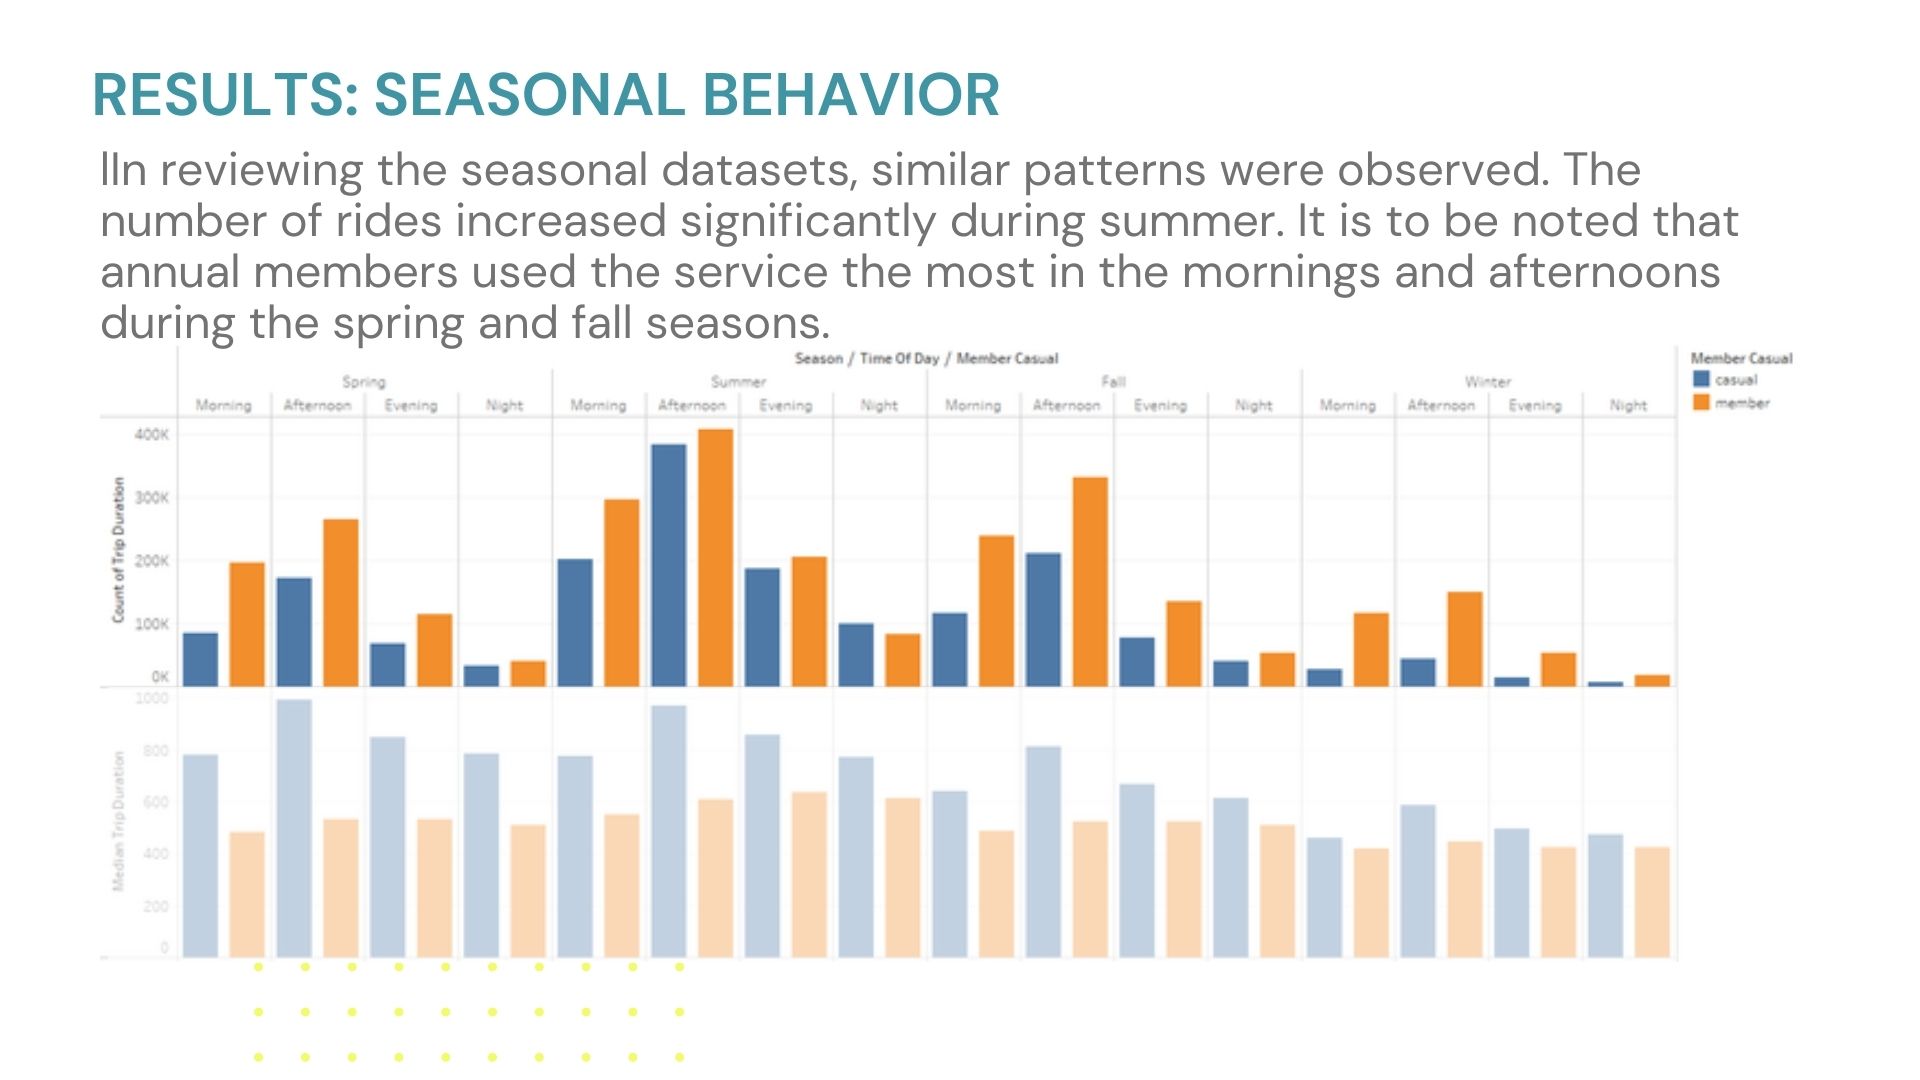 RESULTS: SEASONAL BEHAVIOR
lIn reviewing the seasonal datasets, similar patterns were observed. The
number of rides increased significantly during summer. It is to be noted that
annual members used the service the most in the mornings and afternoons
during the spring and fall seasons.
Season / Time Of Day / Member Casual
Spring Summer Fall Winter
Morning Afternoon Evening Night Morning Afternoon Evening Night Morning Afternoon Evening Night Morning Afternoon Evening Night
Member Casual
casual
member
Count of Trip Duration
400K
300K
200K
100K
0K
Median Trip Duration
1000
800
600
400
200
0